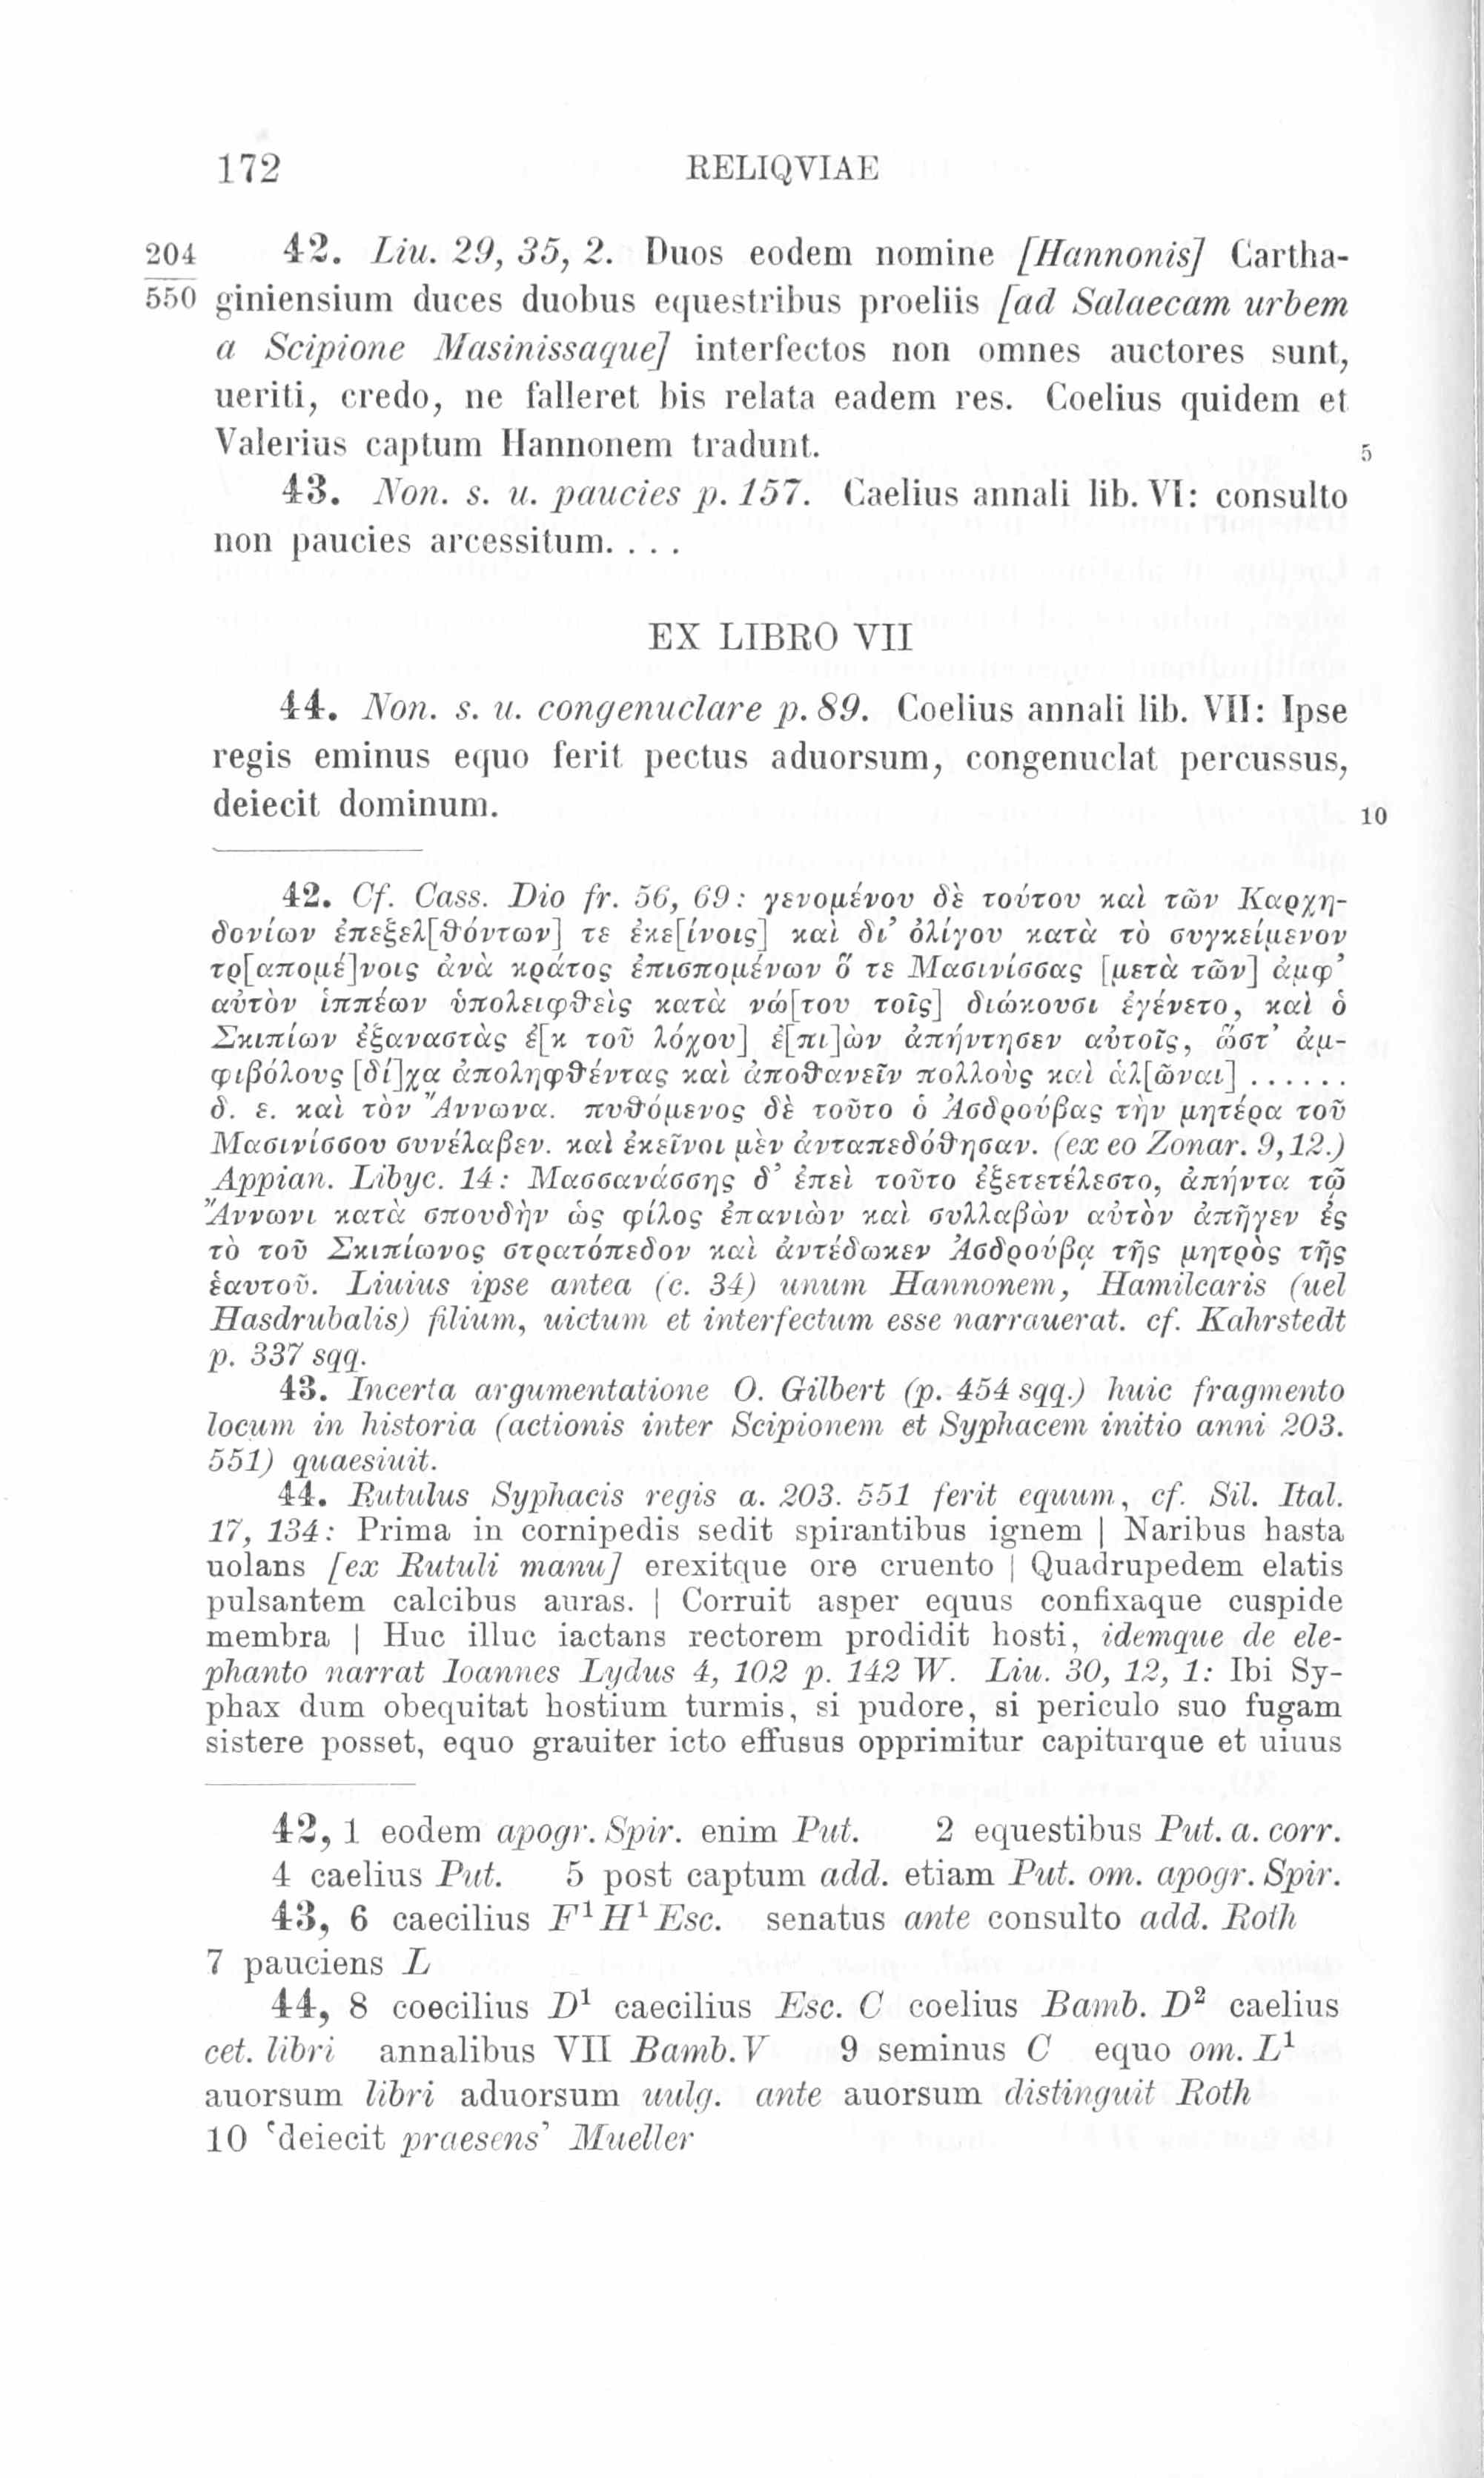 172 RELIQVIAE
204 42. Liu. 29, 35, 2. Duos eodem nomine [Hannonis] Cartha-
550 giniensium duces duobus equestribus proeliis [ad Salaecam urbem
a Scipione Masinissaque] interfectos non omnes auctores sunt,
ueriti, credo, ne falleret bis relata eadem res. Coelius quidem et
Valerius captum Hannonem tradunt. 5
43. Non. s. u. paucies p. 157. Caelius annali lib. VI: consulto
non paucies arcessitum. . . .
EX LIBRO VII
44. Non. s. u. congenuclare p. 89. Coelius annali lib. VII: Ipse
regis eminus equo ferit pectus aduorsum, congenuclat percussus,
deiecit dominum. 10
42. Cf. Cass. Dio fr. 56, 69: γενομένου δὲ τούτου καὶ τῶν Καρχη-
δονίων ἐπεξελ[θόντων] τε ἐκε[ίνοις] καὶ δι’ ὀλίγου κατὰ τὸ συγκείμενον
τρ[απομέ]νοις ἀνὰ κράτος ἐπισπομένων ὅ τε Μασινίσσας [μετὰ τῶν] ἀμφ’
αὐτὸν ἱππέων ὑπολειφθεὶς κατὰ νώ[του τοῖς] διώκουσι ἐγένετο, καὶ ὁ
Σκιπίων ἐξαναστὰς ἐ[κ τοῦ λόχου] ἐ[πι]ὼν ἀπήντησεν αὐτοῖς, ὥστ’ ἀμ-
φιβόλους [δί]χα ἀποληφθέντας καὶ ἀποθανεῖν πολλοὺς καὶ ἁλ[ῶναι] ......
δ. ε. καὶ τὸν Ἄννωνα. πυθόμενος δὲ τοῦτο ὁ Ἀσδρούβας τὴν μητέρα τοῦ
Μασινίσσου συνέλαβεν. καὶ ἐκεῖνοι μὲν ἀνταπεδόθησαν. (ex eo Zonar. 9,12.)
Appian. Libyc. 14: Μασσανάσσης δ’ ἐπεὶ τοῦτο ἐξετετέλεστο, ἀπήντα τῷ
Ἄννωνι κατὰ σπουδὴν ὡς φίλος ἐπανιὼν καὶ συλλαβὼν αὐτὸν ἀπῆγεν ἐς
τὸ τοῦ Σκιπίωνος στρατόπεδον καὶ ἀντέδωκεν Ἀσδρούβᾳ τῆς μητρὸς τῆς
ἑαυτοῦ. Liuius ipse antea (c. 34) unum Hannonem, Hamilcaris (uel
Hasdrubalis) filium, uictum et interfectum esse narrauerat. cf. Kahrstedt
p. 337 sqq.
43. Incerta argumentatione O. Gilbert (p. 454 sqq.) huic fragmento
locum in historia (actionis inter Scipionem et Syphacem initio anni 203.
551) quaesiuit.
44. Rutulus Syphacis regis a. 203. 551 ferit equum, cf. Sil. Ital.
17, 134: Prima in cornipedis sedit spirantibus ignem | Naribus hasta
uolans [ex Rutuli manu] erexitque ore cruento | Quadrupedem elatis
pulsantem calcibus auras. | Corruit asper equus confixaque cuspide
membra | Huc illuc iactans rectorem prodidit hosti, idemque de ele-
phanto narrat Ioannes Lydus 4, 102 p. 142 W. Liu. 30, 12, 1: Ibi Sy-
phax dum obequitat hostium turmis, si pudore, si periculo suo fugam
sistere posset, equo grauiter icto effusus opprimitur capiturque et uiuus
42, 1 eodem apogr. Spir. enim Put. 2 equestibus Put. a. corr.
4 caelius Put. 5 post captum add. etiam Put. om. apogr. Spir.
43, 6 caecilius F¹H¹ Esc. senatus ante consulto add. Roth
7 pauciens L
44, 8 coecilius D¹ caecilius Esc. C coelius Bamb. D² caelius
cet. libri annalibus VII Bamb. V 9 seminus C equo om. L¹
auorsum libri aduorsum uulg. ante auorsum distinguit Roth
10 ‘deiecit praesens’ Mueller